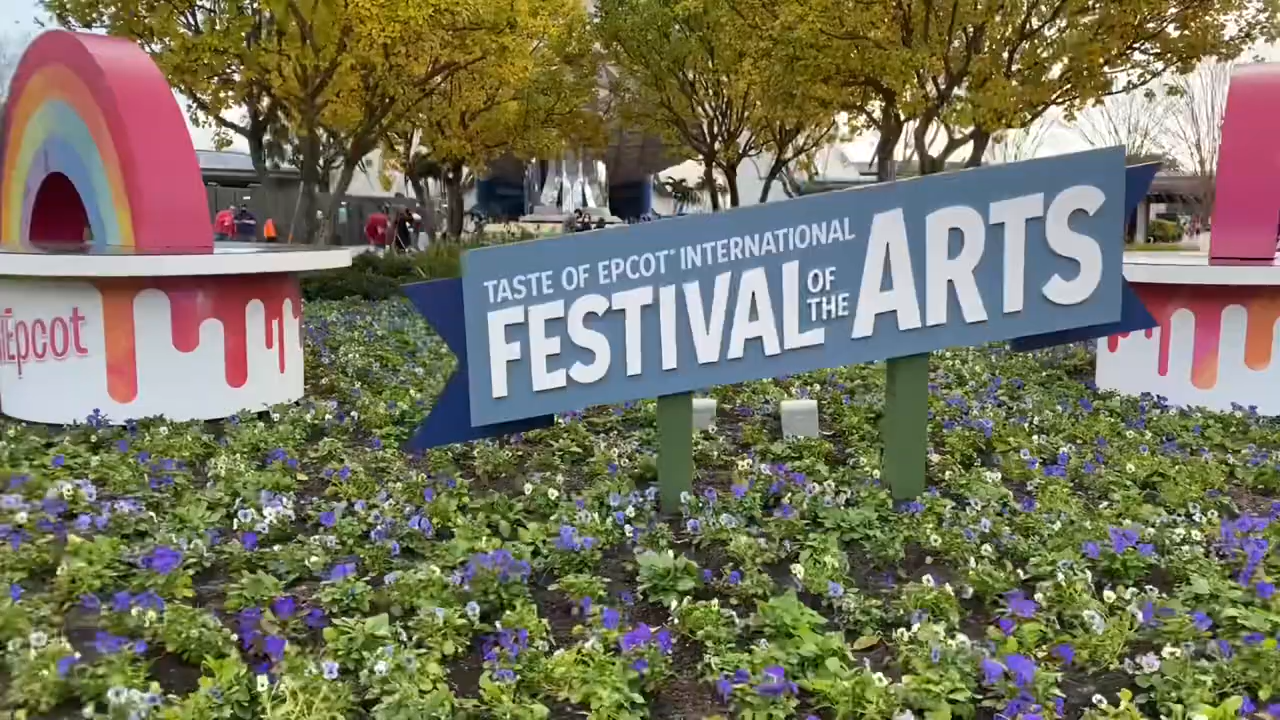 TASTE OF EPCOT® INTERNATIONAL
FESTIVAL OF THE ARTS
Epcot